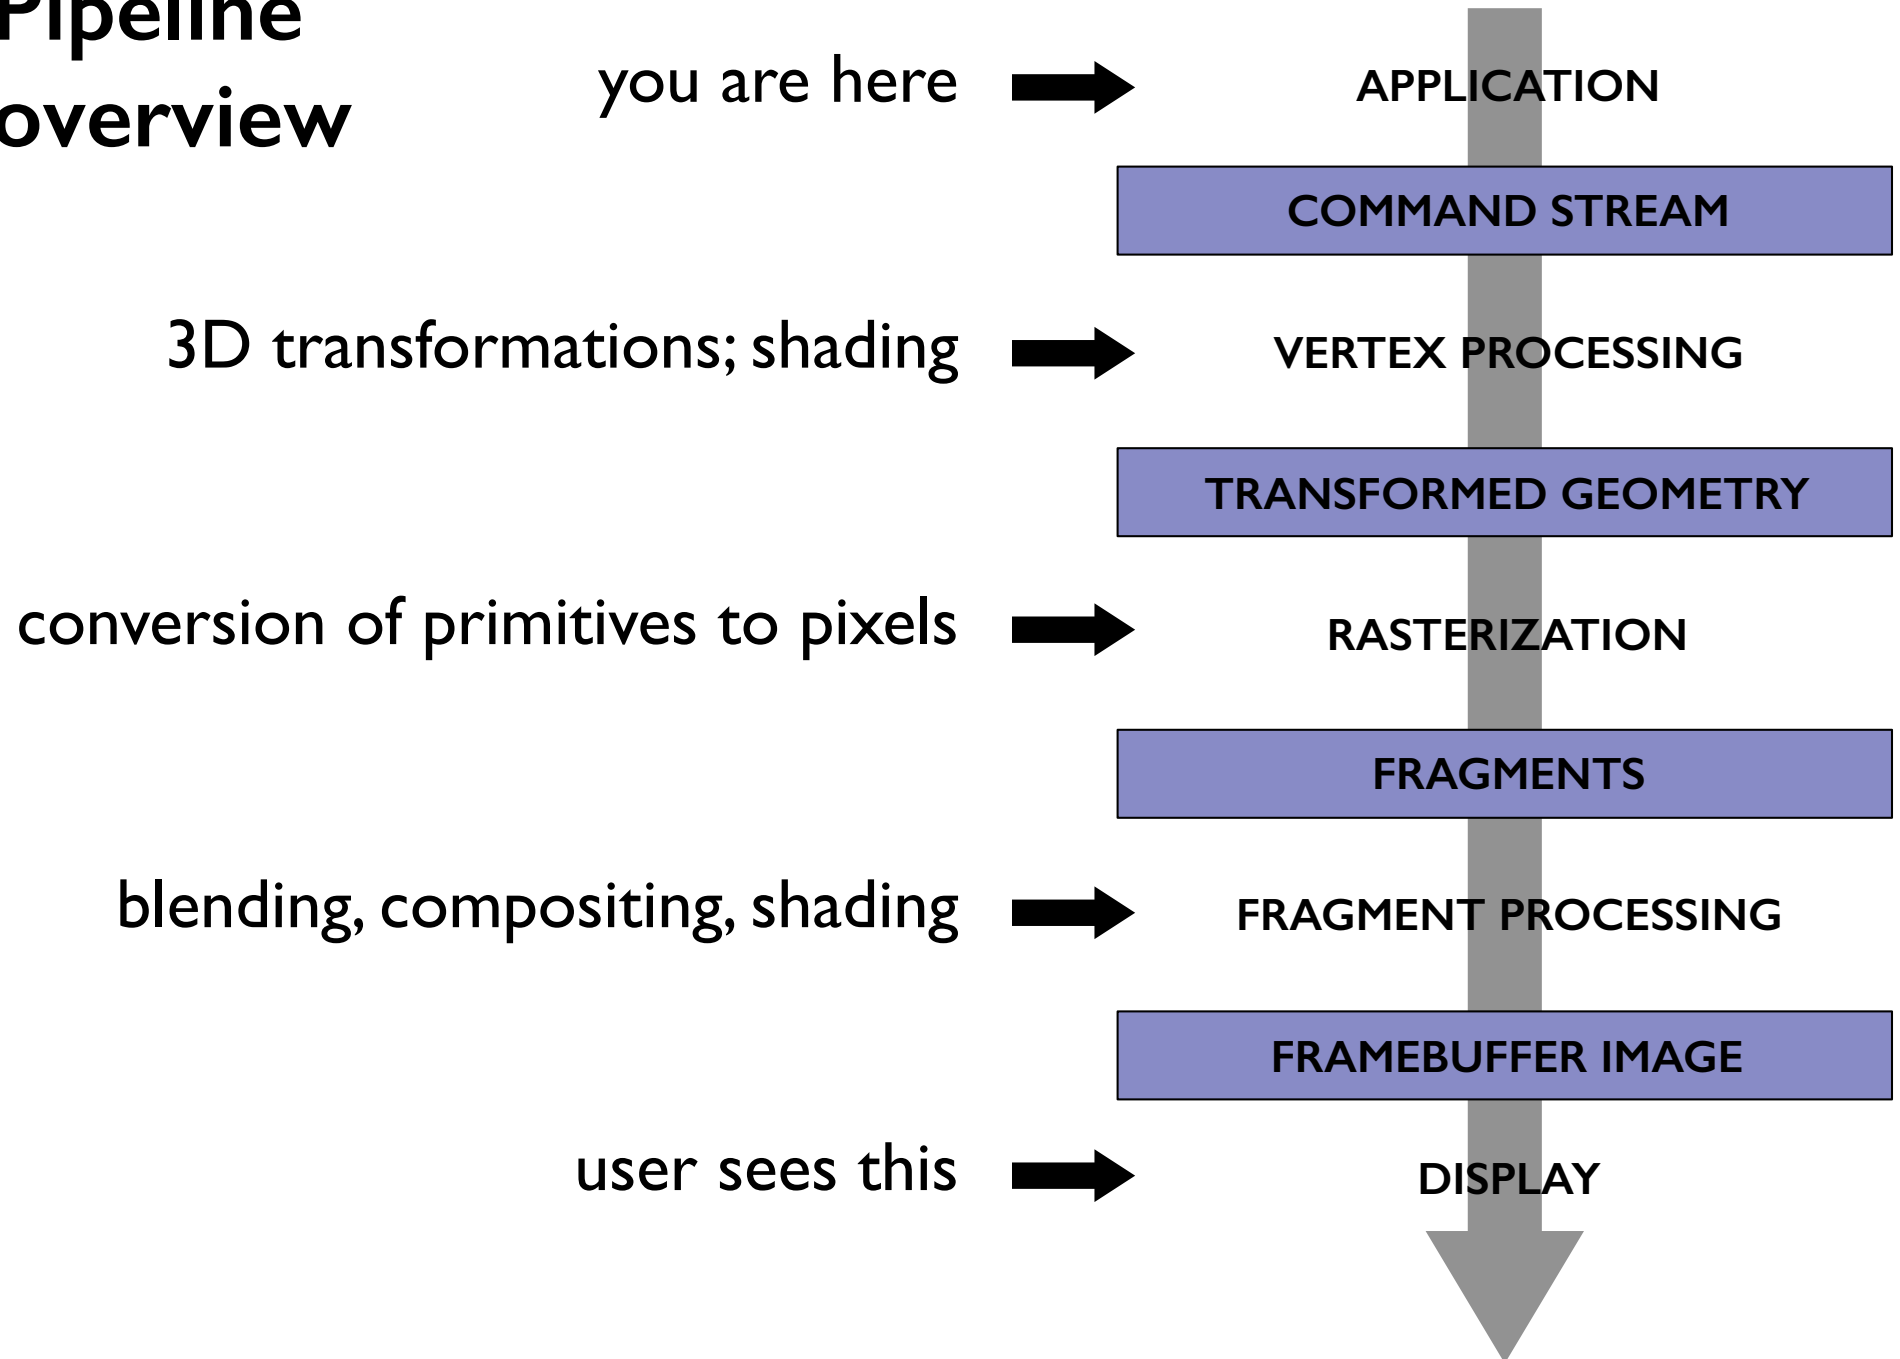 Pipeline
overview
you are here
APPLICATION
COMMAND STREAM
3D transformations; shading
VERTEX PROCESSING
TRANSFORMED GEOMETRY
conversion of primitives to pixels
RASTERIZATION
FRAGMENTS
blending, compositing, shading
FRAGMENT PROCESSING
FRAMEBUFFER IMAGE
user sees this
DISPLAY